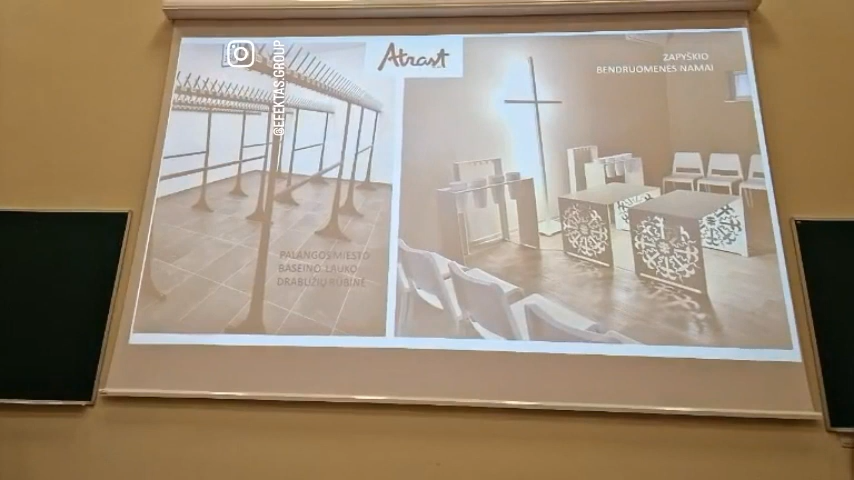 @EFEKTAS.GROUP
Atrast
ZAPYŠKIO
BENDRUOMENĖS NAMAI
PALANGOS MIESTO
BASEINO LAUKO
DRABUŽIŲ RŪBINĖ